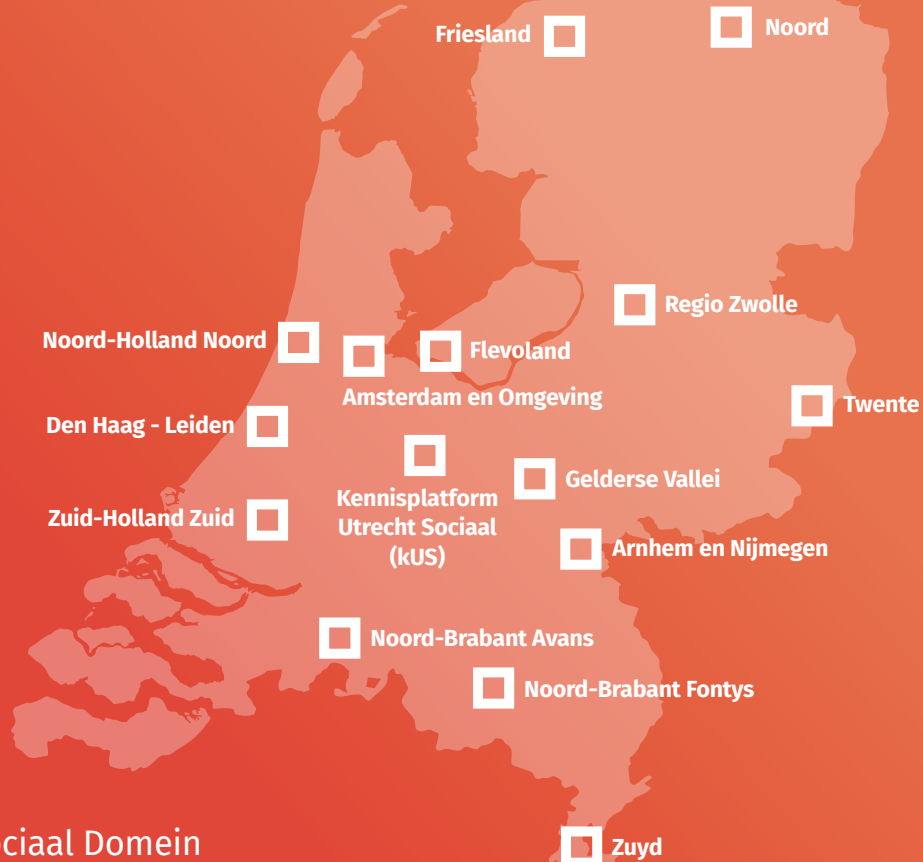 Friesland
Noord
Regio Zwolle
Noord-Holland Noord
Flevoland
Amsterdam en Omgeving
Twente
Den Haag - Leiden
Gelderse Vallei
Kennisplatform
Utrecht Sociaal
(kUS)
Zuid-Holland Zuid
Arnhem en Nijmegen
Noord-Brabant Avans
Noord-Brabant Fontys
ociaal Domein
Zuyd